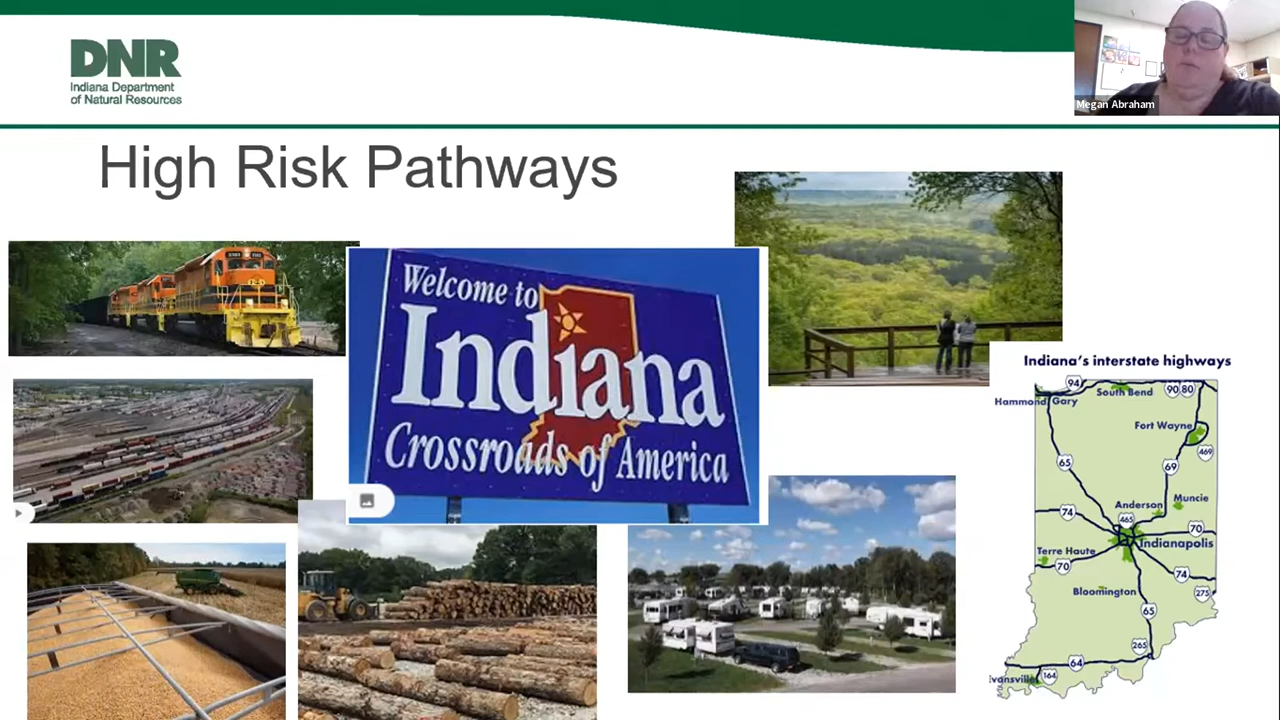 DNR
Indiana Department
of Natural Resources
Megan Abraham
High Risk Pathways
Welcome to
Indiana
Crossroads of America
Indiana's interstate highways
94
South Bend
90 80
Hammond Gary
Fort Wayne
469
65
69
Anderson
Muncie
74
465
70
Indianapolis
Terre Haute
70
74
Bloomington
275
65
265
64
Evansville
164